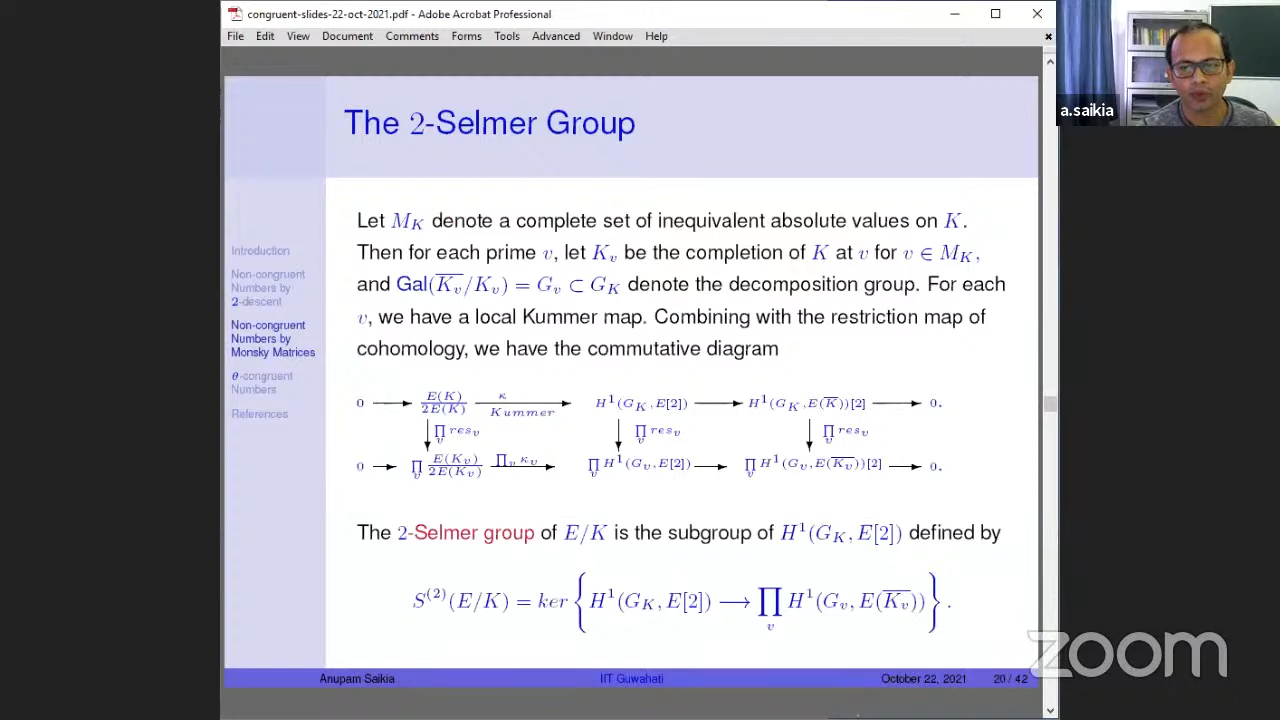 congruent-slides-22-oct-2021.pdf - Adobe Acrobat Professional
File Edit View Document Comments Forms Tools Advanced Window Help
a.saikia
The 2-Selmer Group
Introduction
Non-congruent
Numbers by
2-descent
Non-congruent
Numbers by
Monsky Matrices
θ-congruent
Numbers
References
Let M_K denote a complete set of inequivalent absolute values on K.
Then for each prime v, let K_v be the completion of K at v for v ∈ M_K,
and Gal(\overline{K_v}/K_v) = G_v ⊂ G_K denote the decomposition group. For each
v, we have a local Kummer map. Combining with the restriction map of
cohomology, we have the commutative diagram
0 → E(K)/2E(K) → κ Kummer H^1(G_K, E[2]) → H^1(G_K, E(\overline{K}))[2] → 0.
∏_v res_v ∏_v res_v ∏_v res_v
0 → ∏_v E(K_v)/2E(K_v) → ∏_v κ_v ∏_v H^1(G_v, E[2]) → ∏_v H^1(G_v, E(\overline{K_v}))[2] → 0.
The 2-Selmer group of E/K is the subgroup of H^1(G_K, E[2]) defined by
S^{(2)}(E/K) = ker { H^1(G_K, E[2]) ⟶ ∏_v H^1(G_v, E(\overline{K_v})) }.
Anupam Saikia IIT Guwahati October 22, 2021 20 / 42
zoom